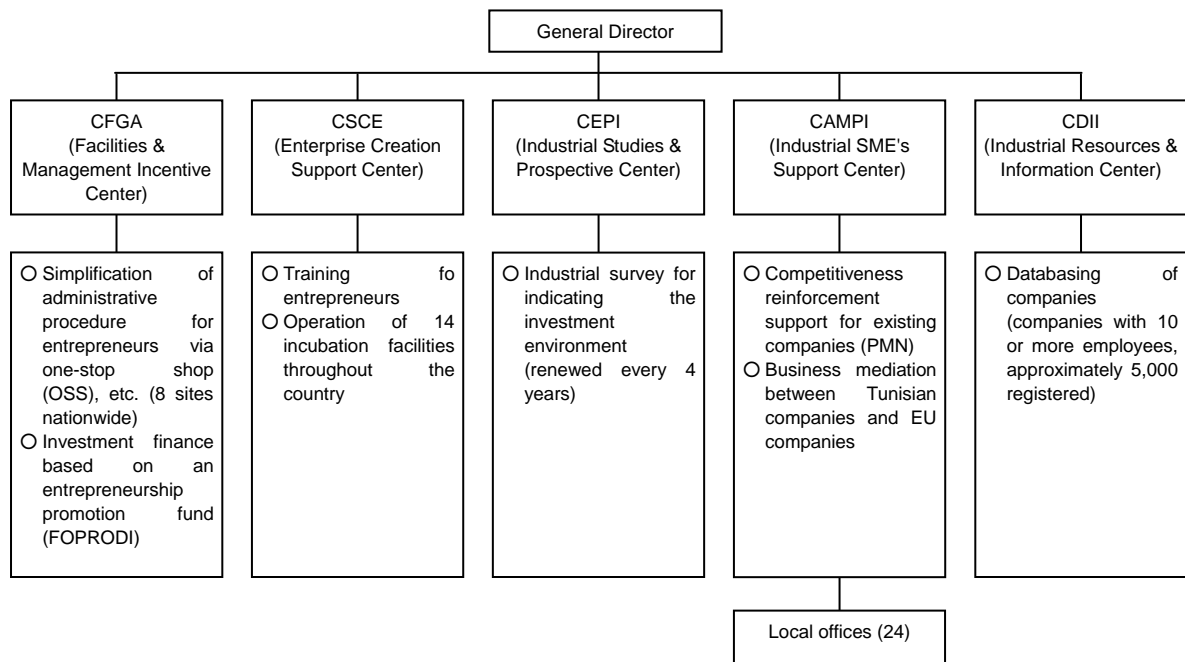 General Director
CFGA
(Facilities &
Management Incentive
Center)
CSCE
(Enterprise Creation
Support Center)
CEPI
(Industrial Studies &
Prospective Center)
CAMPI
(Industrial SME's
Support Center)
CDII
(Industrial Resources &
Information Center)
○ Simplification of
administrative
procedure for
entrepreneurs via
one-stop shop
(OSS), etc. (8 sites
nationwide)
○ Investment finance
based on an
entrepreneurship
promotion fund
(FOPRODI)
○ Training fo
entrepreneurs
○ Operation of 14
incubation facilities
throughout the
country
○ Industrial survey for
indicating the
investment
environment
(renewed every 4
years)
○ Competitiveness
reinforcement
support for existing
companies (PMN)
○ Business mediation
between Tunisian
companies and EU
companies
○ Databasing of
companies
(companies with 10
or more employees,
approximately 5,000
registered)
Local offices (24)